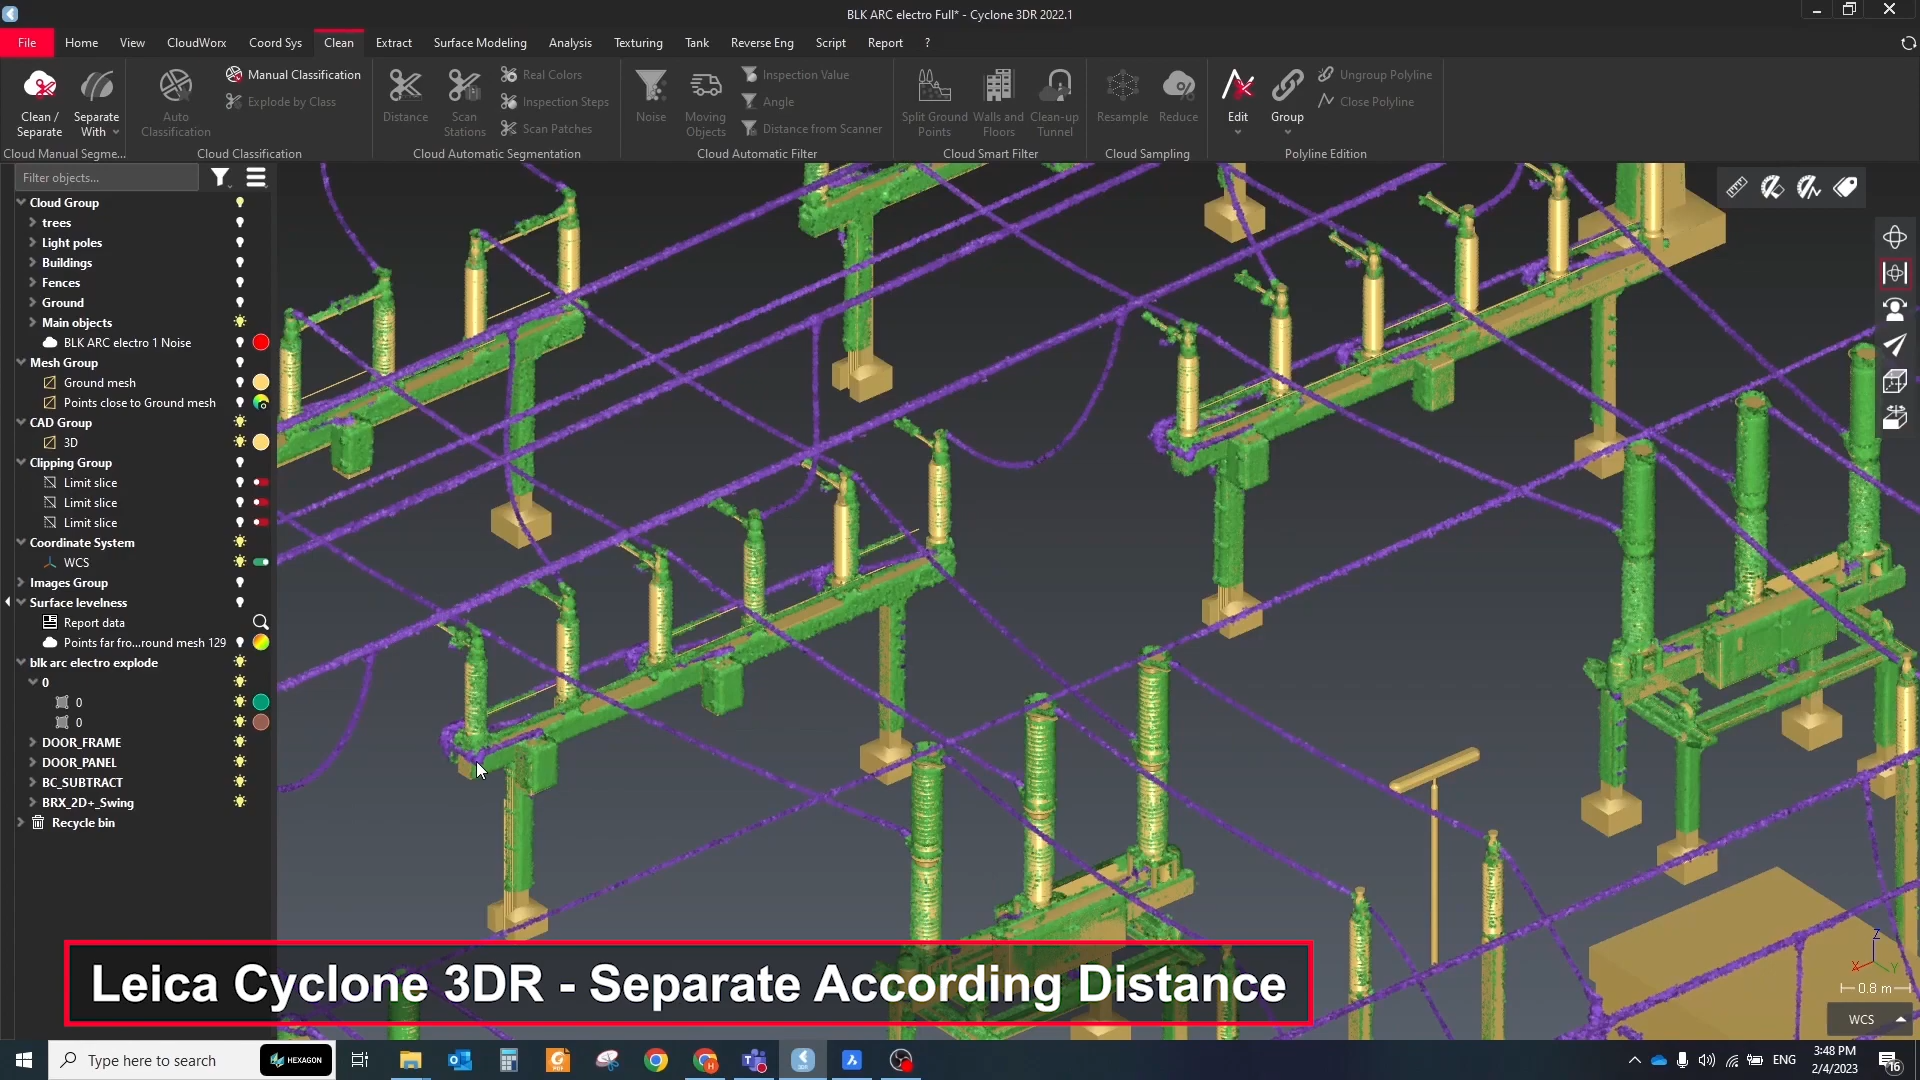 BLK ARC electro Full* - Cyclone 3DR 2022.1
File Home View CloudWorx Coord Sys Clean Extract Surface Modeling Analysis Texturing Tank Reverse Eng Script Report ?
Clean / Separate
Separate With
Cloud Manual Segme...
Auto Classification
Manual Classification
Explode by Class
Cloud Classification
Distance
Scan Stations
Real Colors
Inspection Steps
Scan Patches
Cloud Automatic Segmentation
Noise
Moving Objects
Inspection Value
Angle
Distance from Scanner
Cloud Automatic Filter
Split Ground Points
Walls and Floors
Clean-up Tunnel
Cloud Smart Filter
Resample
Reduce
Cloud Sampling
Edit
Group
Ungroup Polyline
Close Polyline
Polyline Edition
Filter objects...
Cloud Group
trees
Light poles
Buildings
Fences
Ground
Main objects
BLK ARC electro 1 Noise
Mesh Group
Ground mesh
Points close to Ground mesh
CAD Group
3D
Clipping Group
Limit slice
Limit slice
Limit slice
Coordinate System
WCS
Images Group
Surface levelness
Report data
Points far fro...round mesh 129
blk arc electro explode
0
0
0
DOOR_FRAME
DOOR_PANEL
BC_SUBTRACT
BRX_2D+_Swing
Recycle bin
Z
X Y
0.8 m
WCS
Leica Cyclone 3DR - Separate According Distance
Type here to search
HEXAGON
ENG
3:48 PM
2/4/2023
16